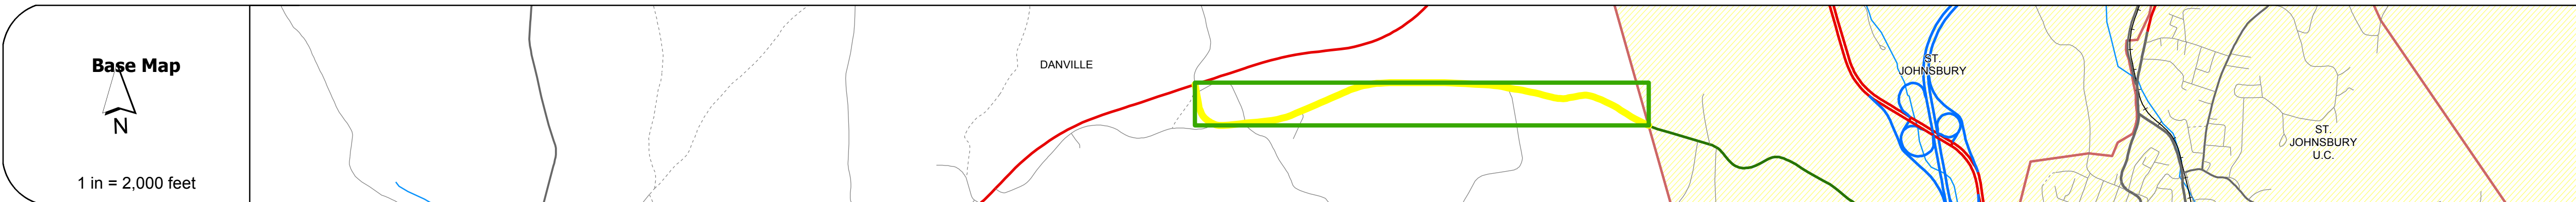 Base Map
N
1 in = 2,000 feet
DANVILLE
ST.
JOHNSBURY
ST.
JOHNSBURY
U.C.